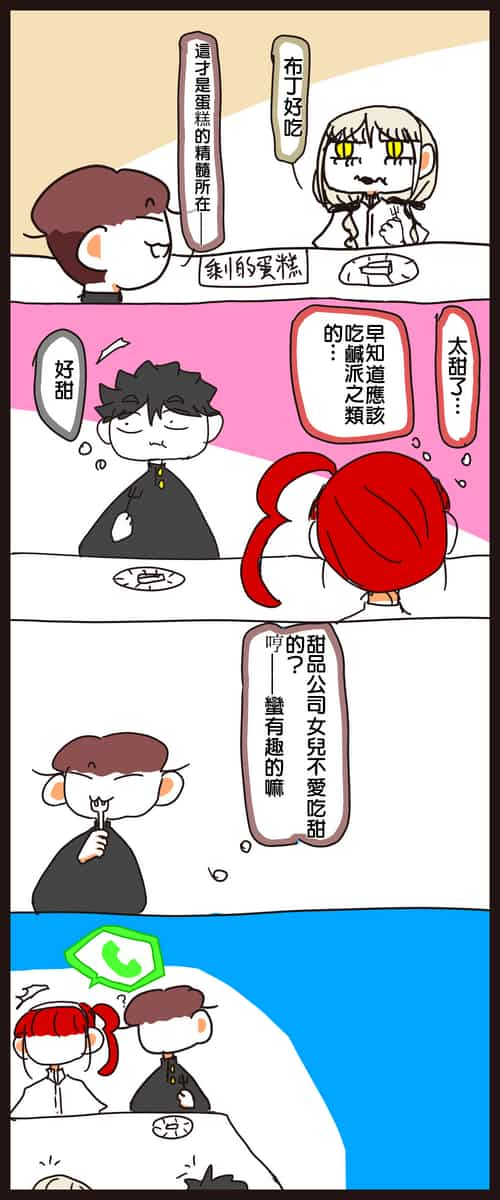 布丁好吃
這才是蛋糕的精髓所在——
剩的蛋糕
太甜了…
早知道應該
吃鹹派之類
的…
好甜
甜品公司女兒不愛吃甜
的？
哼——蠻有趣的嘛
?